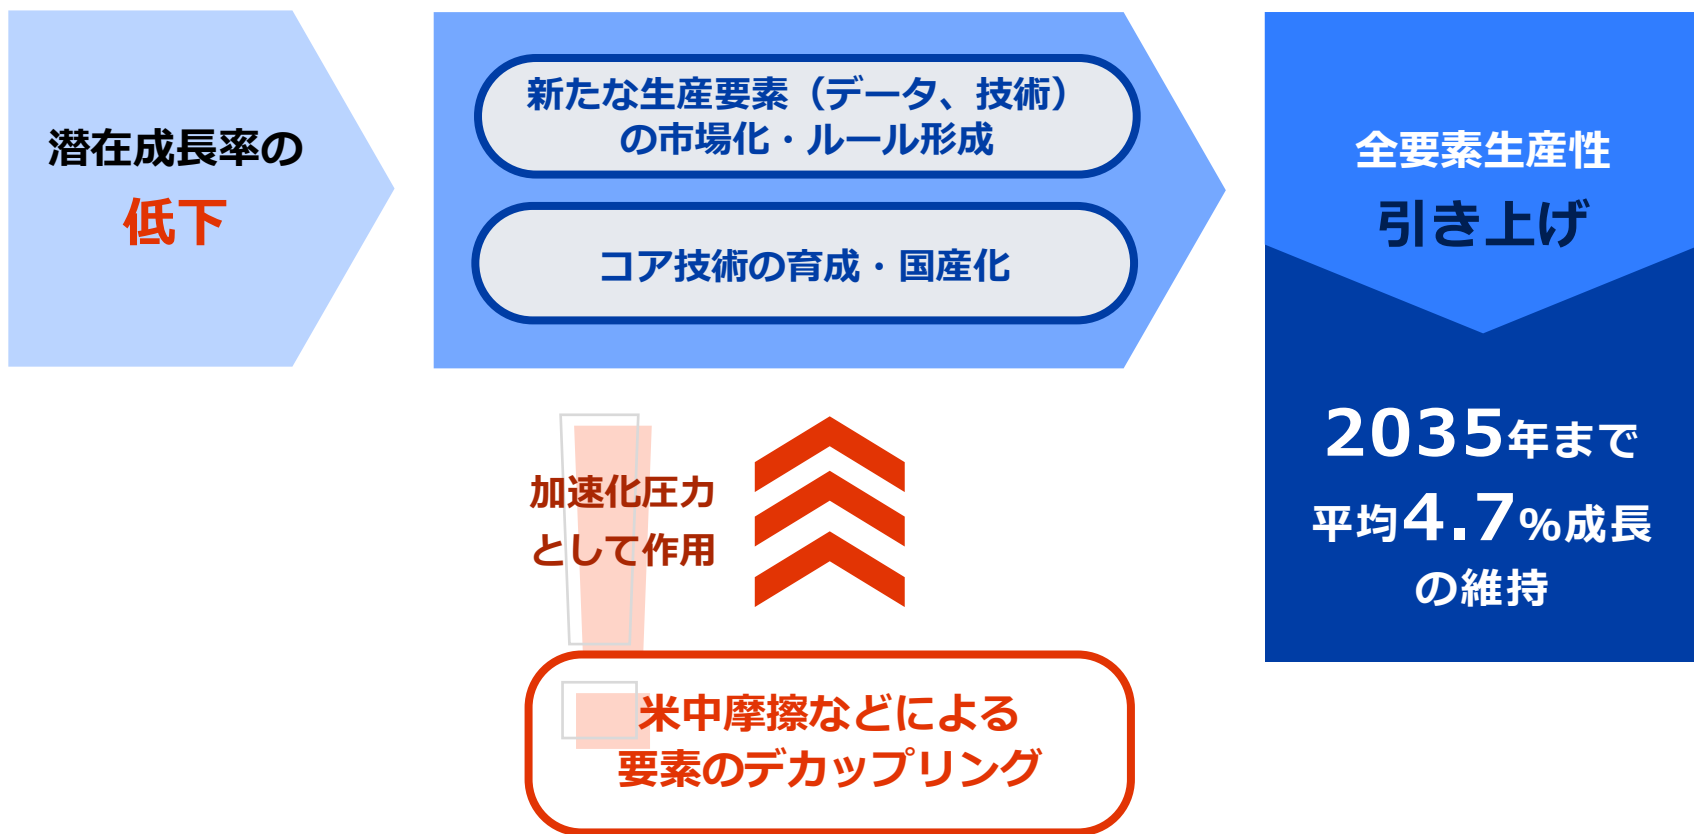 潜在成長率の
低下
新たな生産要素（データ、技術）
の市場化・ルール形成
コア技術の育成・国産化
全要素生産性
引き上げ
2035年まで
平均4.7%成長
の維持
加速化圧力
として作用
米中摩擦などによる
要素のデカップリング